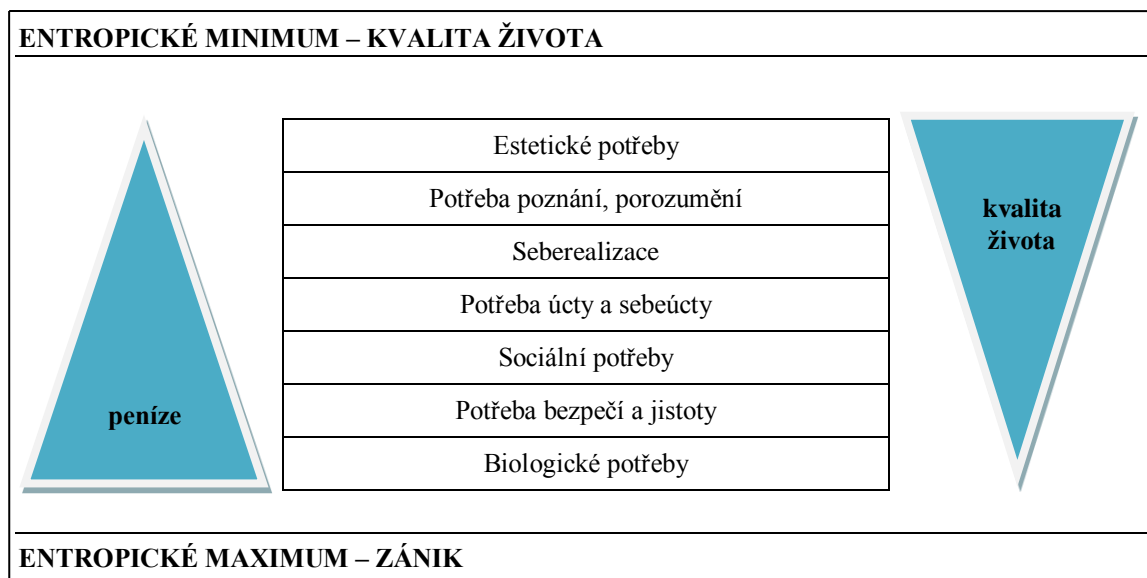 ENTROPICKÉ MINIMUM – KVALITA ŽIVOTA
Estetické potřeby
Potřeba poznání, porozumění
Seberealizace
Potřeba úcty a sebeúcty
Sociální potřeby
Potřeba bezpečí a jistoty
Biologické potřeby
peníze
kvalita
života
ENTROPICKÉ MAXIMUM – ZÁNIK